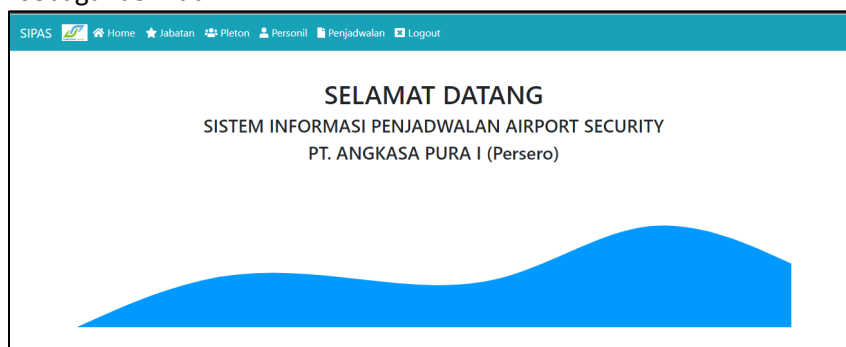 SIPAS Home Jabatan Pleton Personil Penjadwalan Logout
SELAMAT DATANG
SISTEM INFORMASI PENJADWALAN AIRPORT SECURITY
PT. ANGKASA PURA I (Persero)